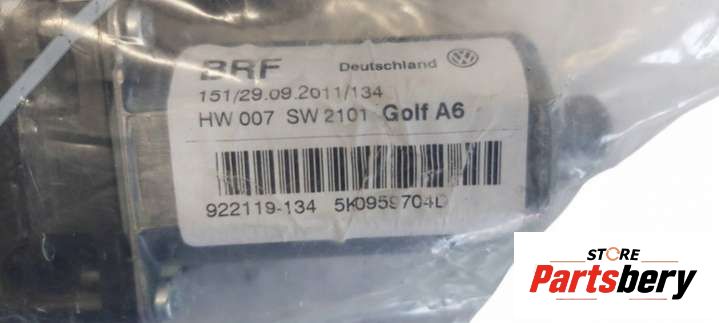 BRF Deutschland
151/29.09.2011/134
HW 007 SW 2101 Golf A6
922119-134 5K0959704D
STORE
Partsbery